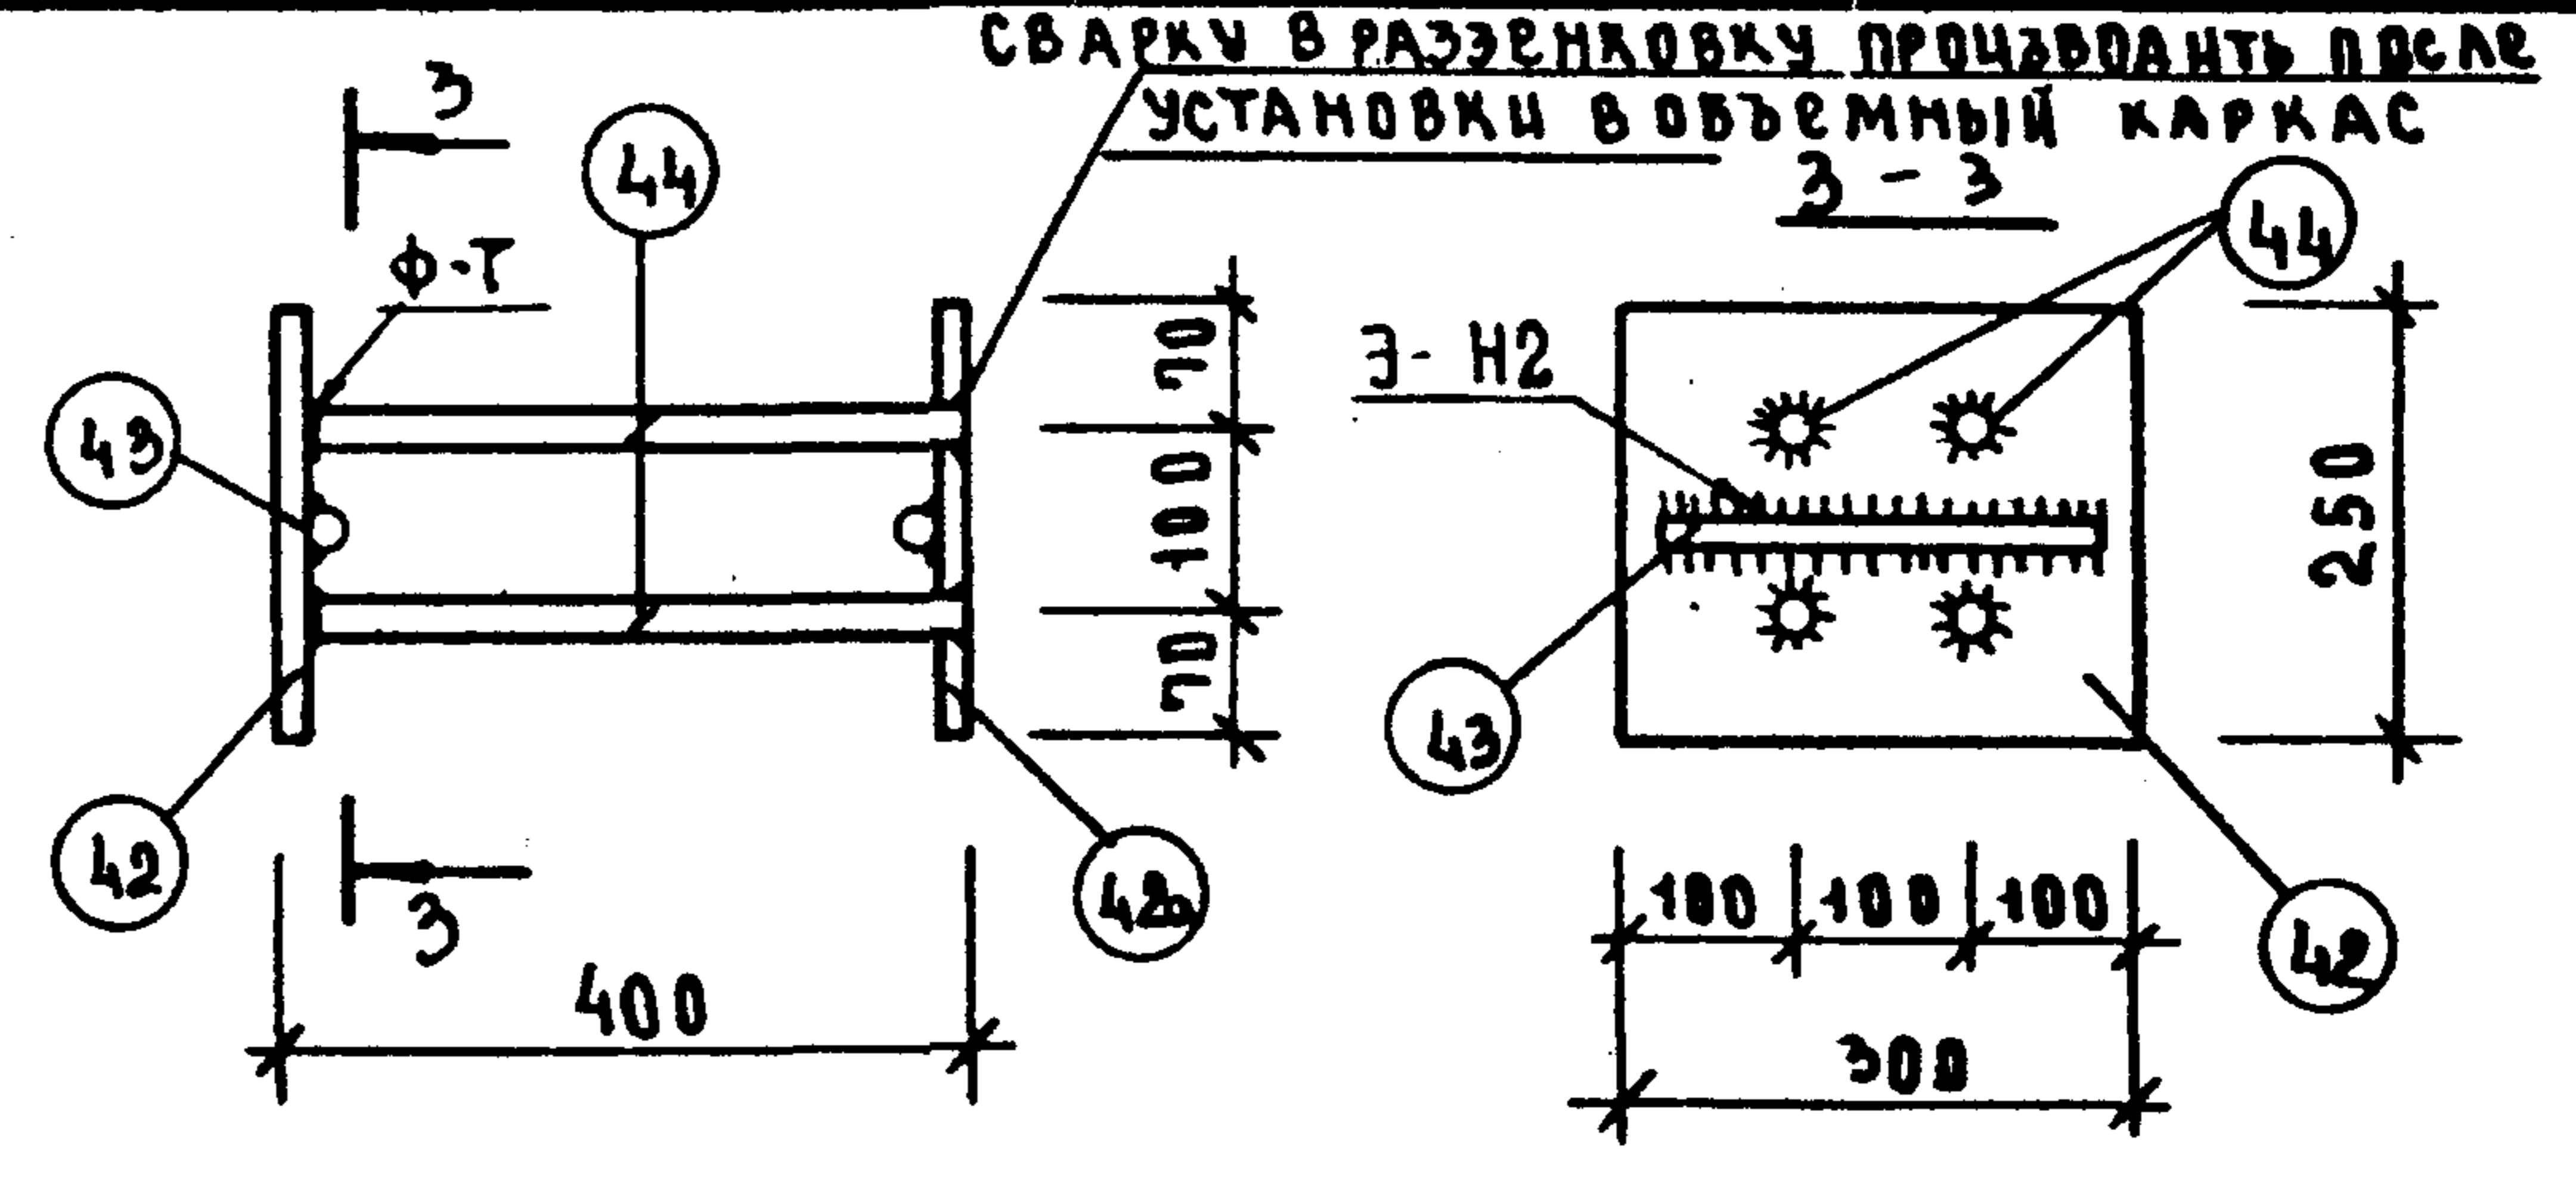 СВАРКУ В РАЗЗЕНКОВКУ ПРОИЗВОДИТЬ ПОСЛЕ
УСТАНОВКИ В ОБЪЕМНЫЙ КАРКАС
3
44
3 - 3
44
Ф-Т
70
Э- Н2
43
100
250
70
43
42
42а
3
100 100 100
42
400
300